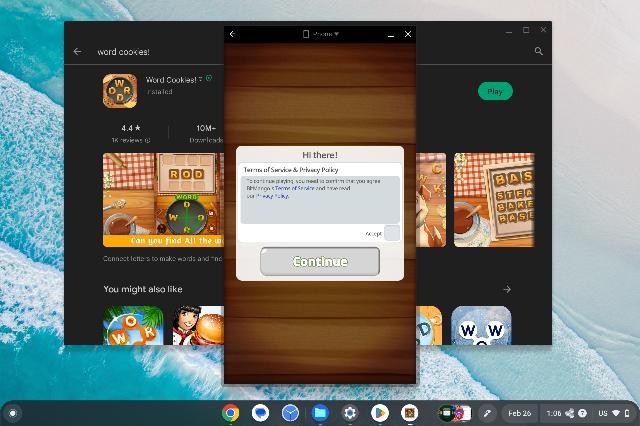 Phone
word cookies!
Word Cookies!
Installed
Play
4.4★
1K reviews
10M+
Downloads
ROD
WORD
Can you find All the w
BAS
STEA
BAKE
BASE
Connect letters to make words and find
You might also like
Hi there!
Terms of Service & Privacy Policy
To continue playing, you need to confirm that you agree
BitMango's Terms of Service and have read
our Privacy Policy.
Accept
Continue
Feb 26
1:06
US